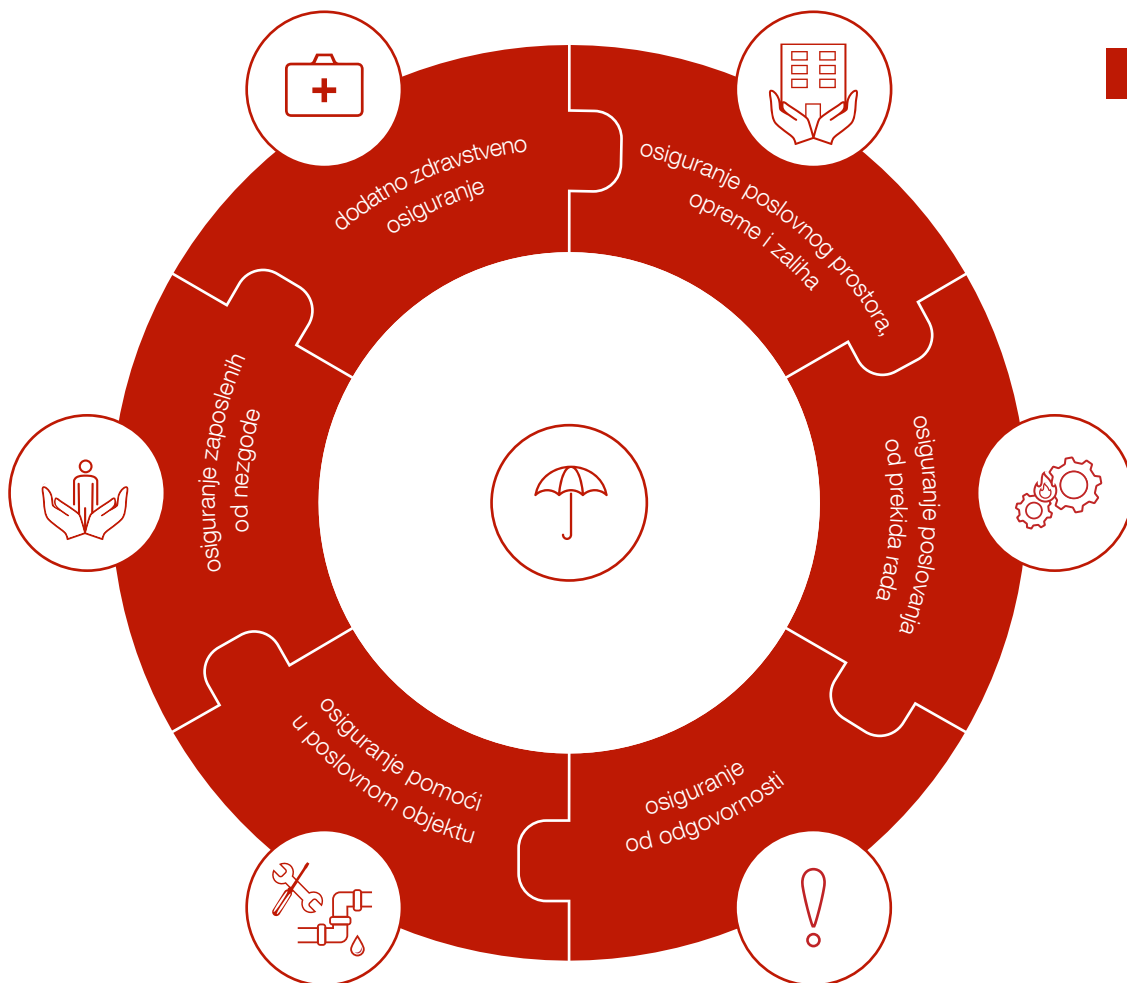 dodatno zdravstveno
osiguranje
osiguranje poslovnog prostora,
opreme i zaliha
osiguranje poslovanja
od prekida rada
osiguranje
od odgovornosti
osiguranje pomoći
u poslovnom objektu
osiguranje zaposlenih
od nezgode